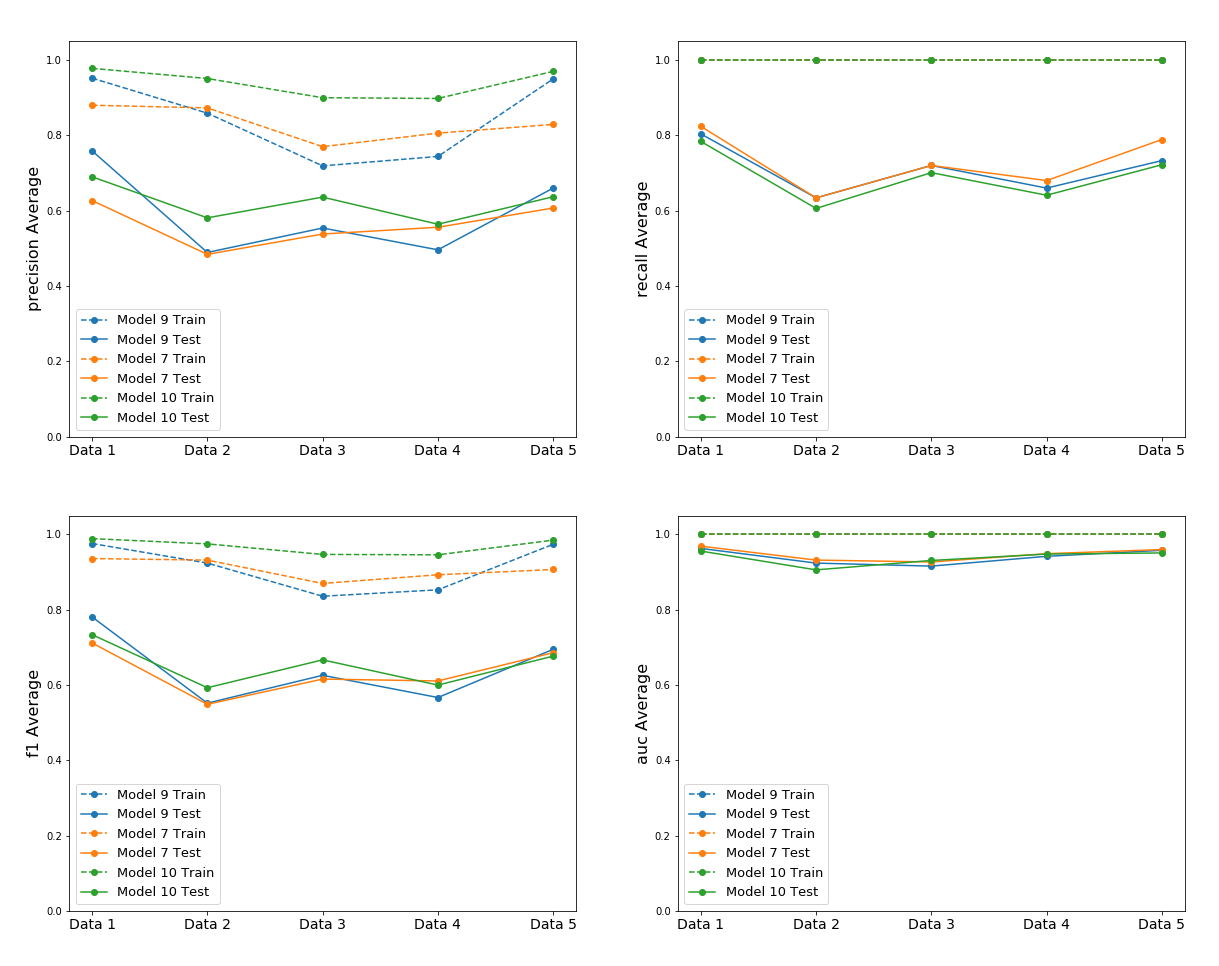 precision Average
1.0
0.8
0.6
0.4
0.2
0.0
Model 9 Train
Model 9 Test
Model 7 Train
Model 7 Test
Model 10 Train
Model 10 Test
Data 1 Data 2 Data 3 Data 4 Data 5
recall Average
1.0
0.8
0.6
0.4
0.2
0.0
Model 9 Train
Model 9 Test
Model 7 Train
Model 7 Test
Model 10 Train
Model 10 Test
Data 1 Data 2 Data 3 Data 4 Data 5
f1 Average
1.0
0.8
0.6
0.4
0.2
0.0
Model 9 Train
Model 9 Test
Model 7 Train
Model 7 Test
Model 10 Train
Model 10 Test
Data 1 Data 2 Data 3 Data 4 Data 5
auc Average
1.0
0.8
0.6
0.4
0.2
0.0
Model 9 Train
Model 9 Test
Model 7 Train
Model 7 Test
Model 10 Train
Model 10 Test
Data 1 Data 2 Data 3 Data 4 Data 5